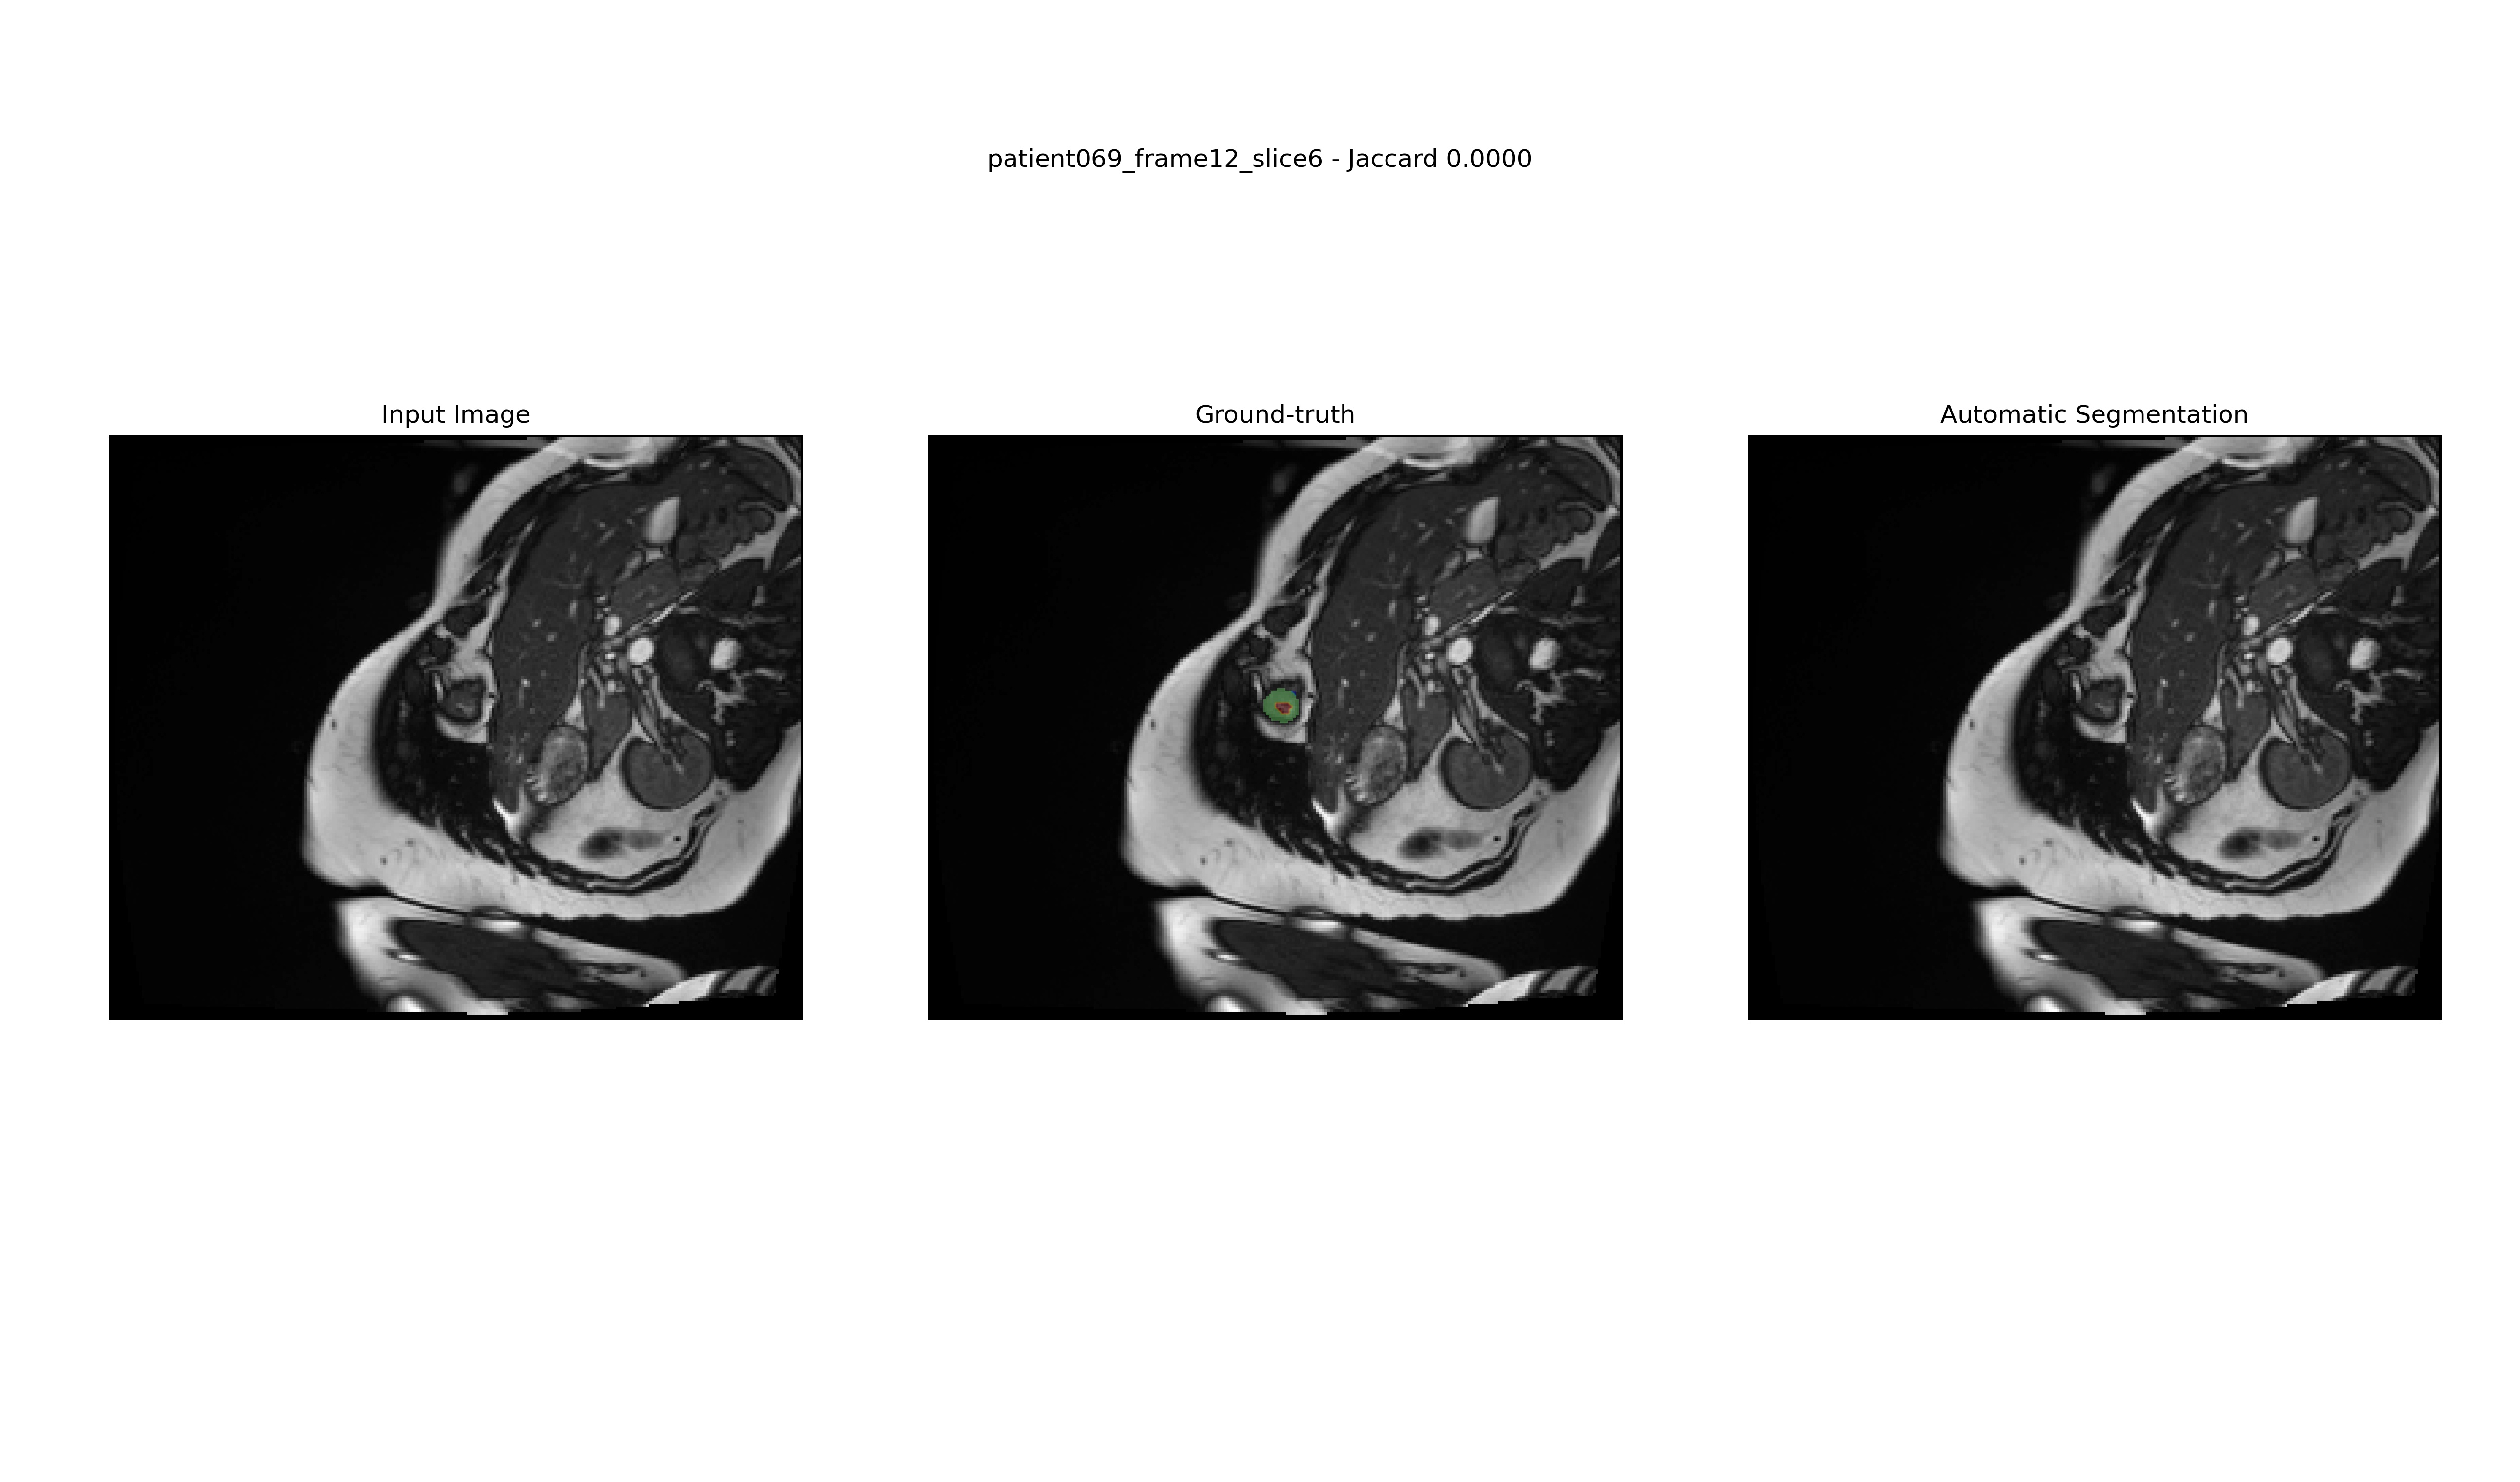 patient069_frame12_slice6 - Jaccard 0.0000
Input Image
Ground-truth
Automatic Segmentation